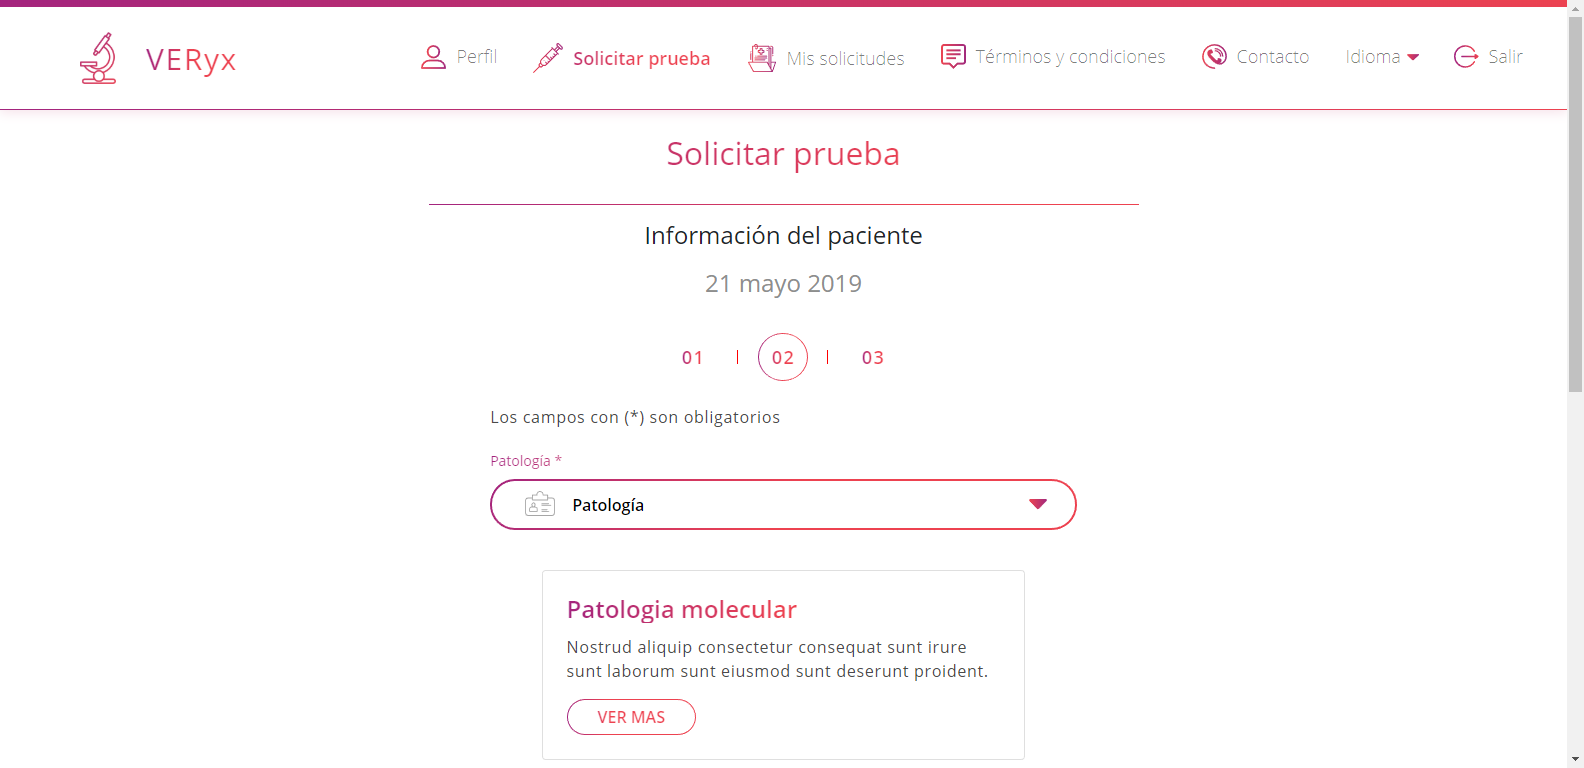 VERyx
Perfil
Solicitar prueba
Mis solicitudes
Términos y condiciones
Contacto
Idioma
Salir
Solicitar prueba
Información del paciente
21 mayo 2019
01 | 02 | 03
Los campos con (*) son obligatorios
Patología *
Patología
Patologia molecular
Nostrud aliquip consectetur consequat sunt irure
sunt laborum sunt eiusmod sunt deserunt proident.
VER MAS